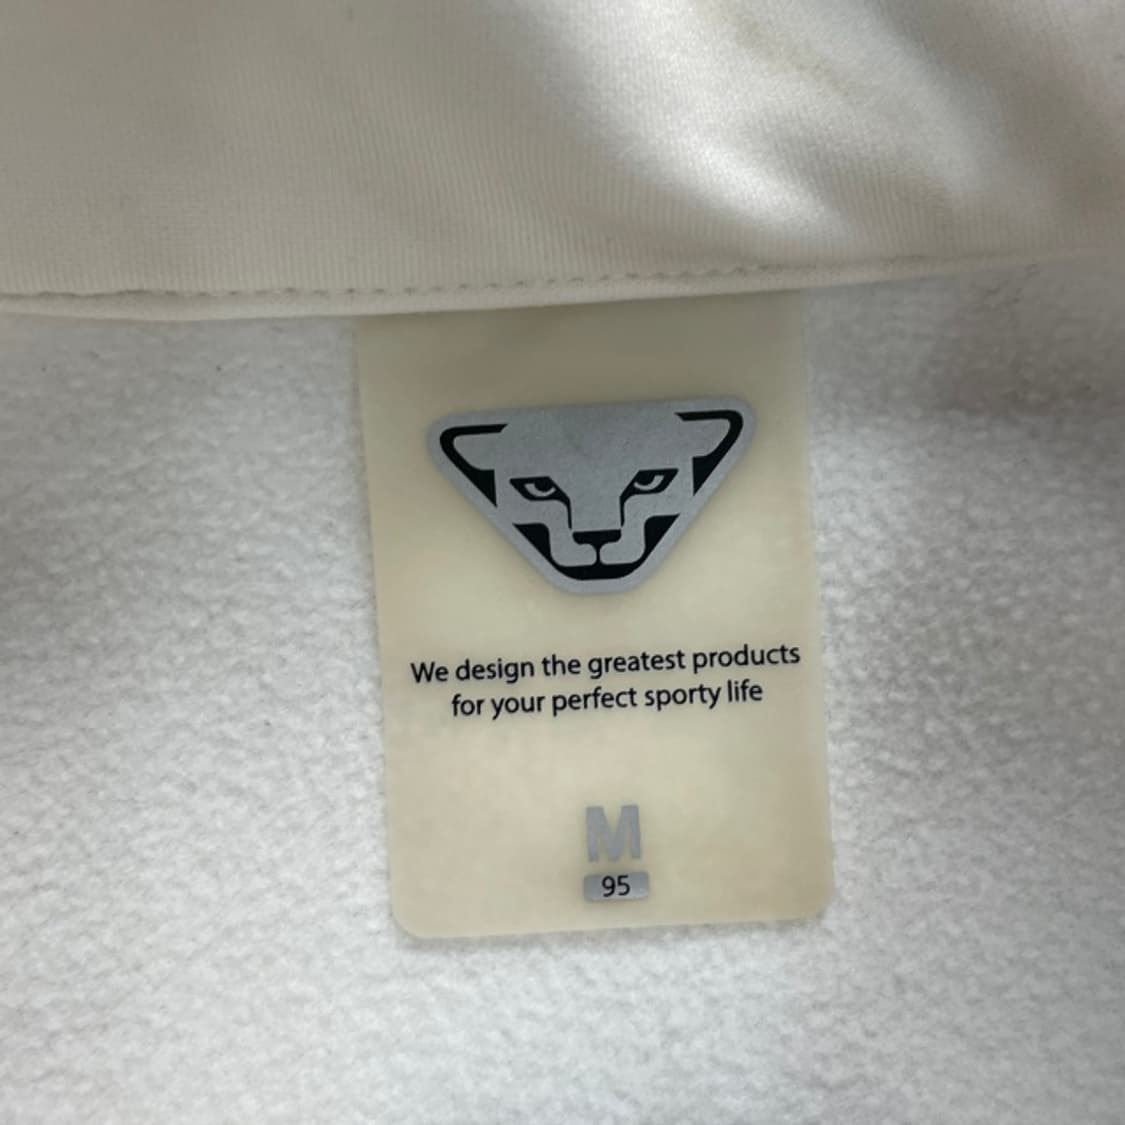 We design the greatest products
for your perfect sporty life
M
95